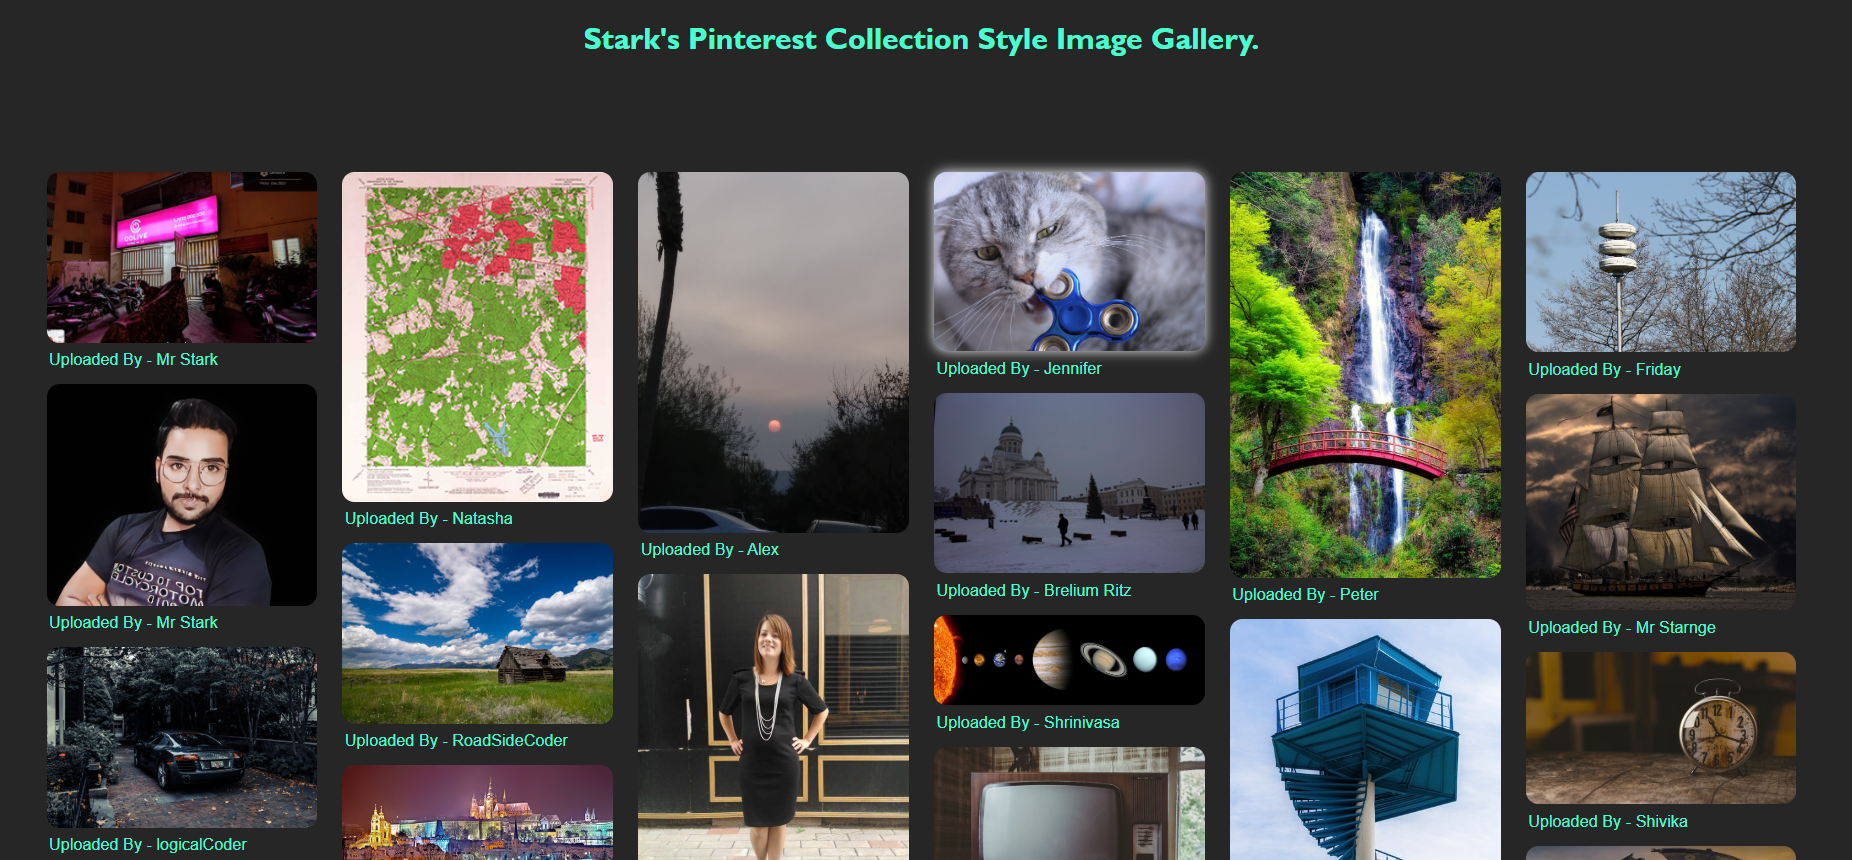 Stark's Pinterest Collection Style Image Gallery.
COLIVE
Uploaded By - Mr Stark
Uploaded By - Mr Stark
Uploaded By - logicalCoder
Uploaded By - Natasha
Uploaded By - RoadSideCoder
Uploaded By - Alex
Uploaded By - Jennifer
Uploaded By - Brelium Ritz
Uploaded By - Shrinivasa
Uploaded By - Peter
Uploaded By - Friday
Uploaded By - Mr Starnge
Uploaded By - Shivika